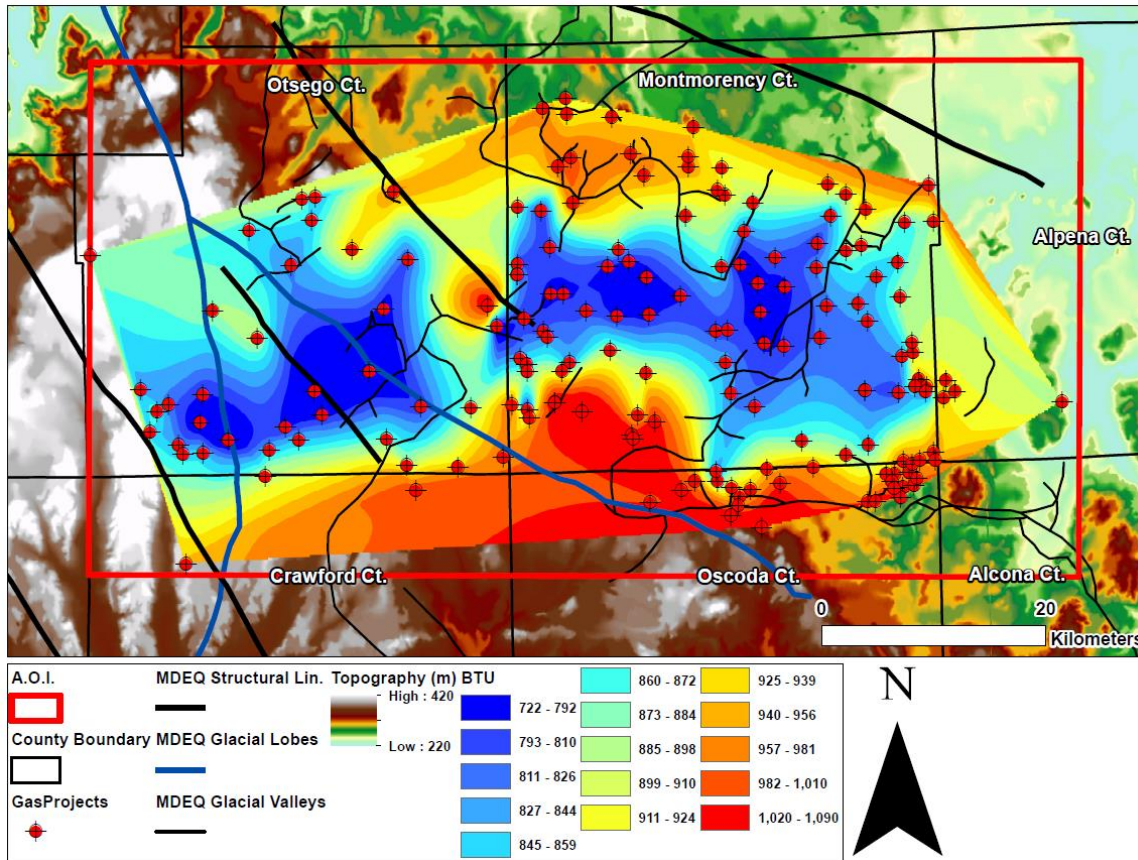 Otsego Ct.
Montmorency Ct.
Alpena Ct.
Crawford Ct.
Oscoda Ct.
Alcona Ct.
0 20
Kilometers
A.O.I. MDEQ Structural Lin. Topography (m) BTU
High : 420
Low : 220
County Boundary MDEQ Glacial Lobes
GasProjects MDEQ Glacial Valleys
722 - 792
793 - 810
811 - 826
827 - 844
845 - 859
860 - 872
873 - 884
885 - 898
899 - 910
911 - 924
925 - 939
940 - 956
957 - 981
982 - 1,010
1,020 - 1,090
N